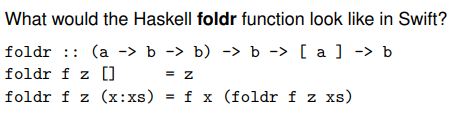 What would the Haskell foldr function look like in Swift?
foldr :: (a -> b -> b) -> b -> [ a ] -> b
foldr f z [] = z
foldr f z (x:xs) = f x (foldr f z xs)